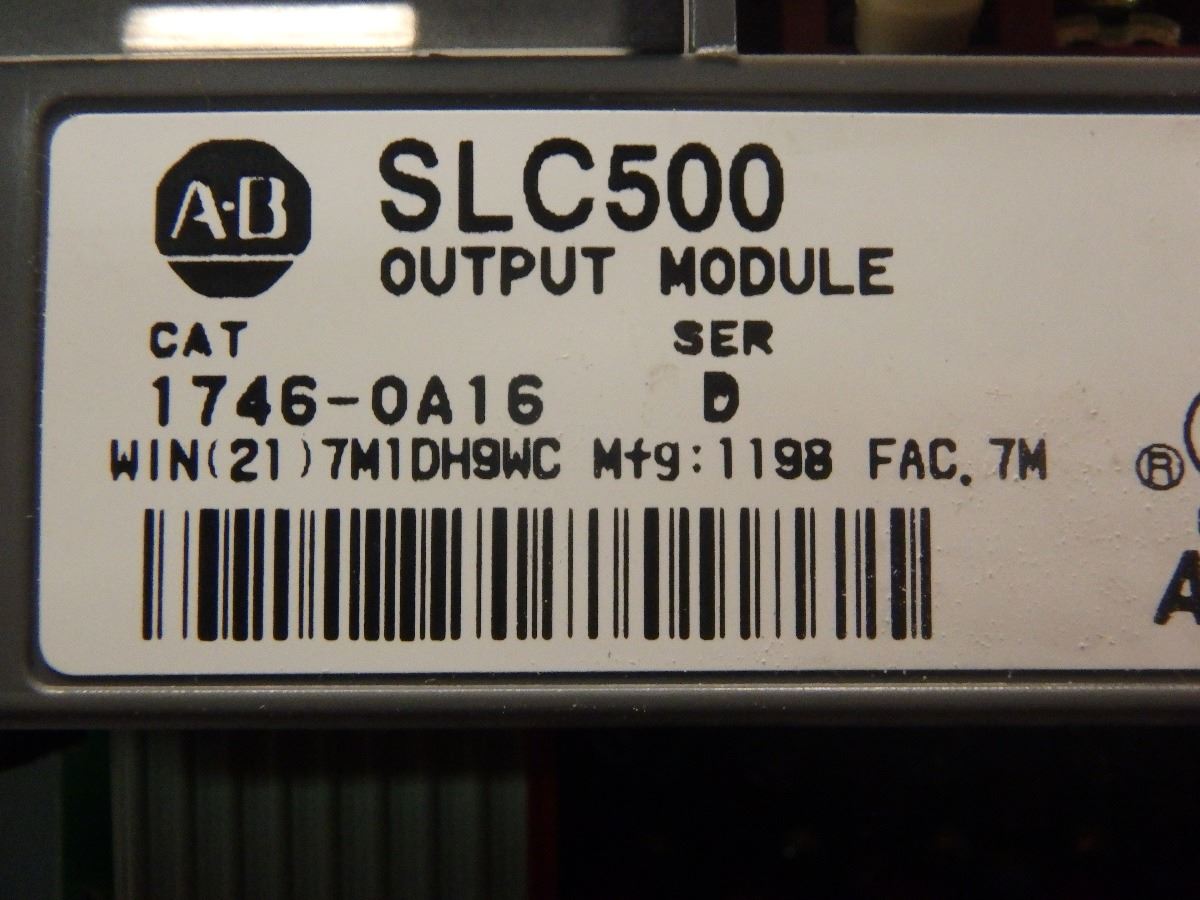 A·B
SLC500
OUTPUT MODULE
CAT SER
1746-OA16 D
WIN(21)7M1DH9WC Mfg:1198 FAC. 7M
®
A